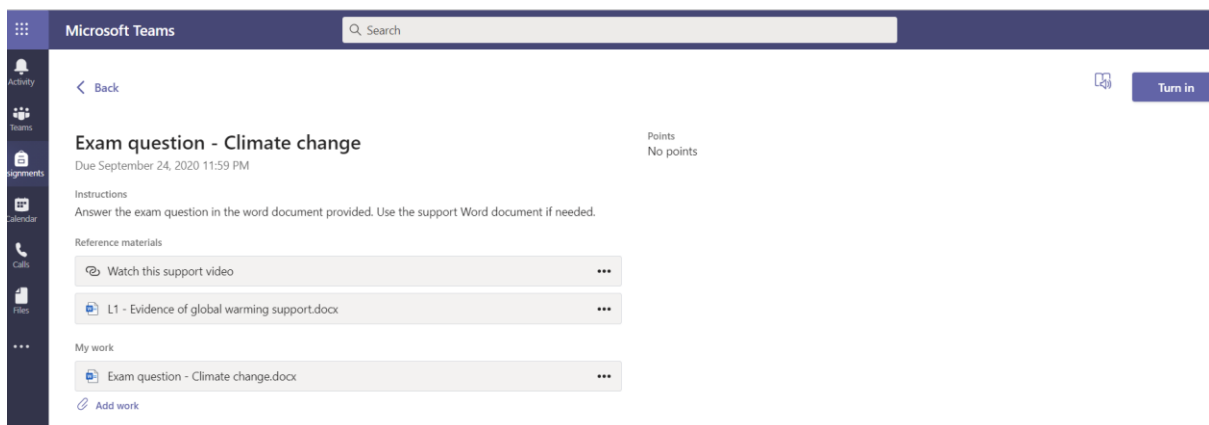 Microsoft Teams
Search
Activity
Teams
ssignments
Calendar
Calls
Files
Back
Turn in
Exam question - Climate change
Due September 24, 2020 11:59 PM
Points
No points
Instructions
Answer the exam question in the word document provided. Use the support Word document if needed.
Reference materials
Watch this support video
L1 - Evidence of global warming support.docx
My work
Exam question - Climate change.docx
Add work